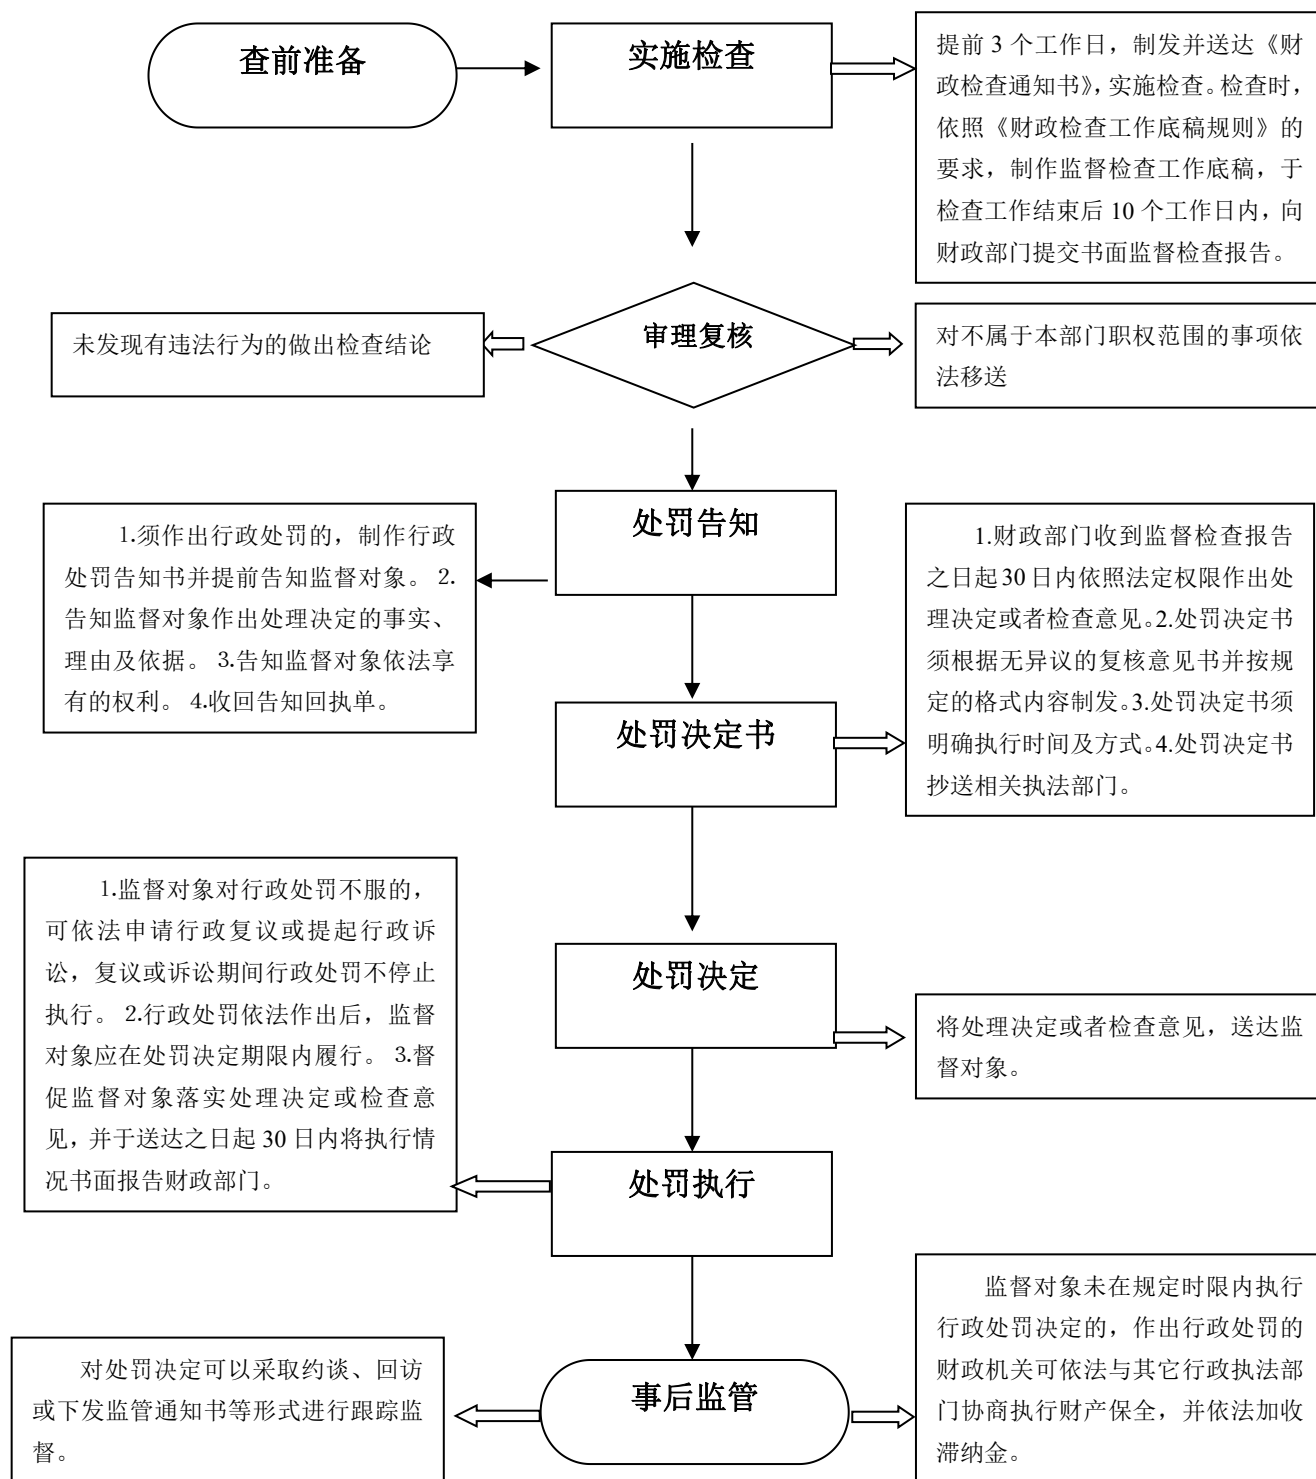 查前准备
实施检查
提前 3 个工作日，制发并送达《财
政检查通知书》，实施检查。检查时，
依照《财政检查工作底稿规则》的
要求，制作监督检查工作底稿，于
检查工作结束后 10 个工作日内，向
财政部门提交书面监督检查报告。
未发现有违法行为的做出检查结论
审理复核
对不属于本部门职权范围的事项依
法移送
处罚告知
1.须作出行政处罚的，制作行政
处罚告知书并提前告知监督对象。 2.
告知监督对象作出处理决定的事实、
理由及依据。 3.告知监督对象依法享
有的权利。 4.收回告知回执单。
1.财政部门收到监督检查报告
之日起 30 日内依照法定权限作出处
理决定或者检查意见。2.处罚决定书
须根据无异议的复核意见书并按规
定的格式内容制发。3.处罚决定书须
明确执行时间及方式。4.处罚决定书
抄送相关执法部门。
处罚决定书
1.监督对象对行政处罚不服的，
可依法申请行政复议或提起行政诉
讼，复议或诉讼期间行政处罚不停止
执行。 2.行政处罚依法作出后，监督
对象应在处罚决定期限内履行。 3.督
促监督对象落实处理决定或检查意
见，并于送达之日起 30 日内将执行情
况书面报告财政部门。
处罚决定
将处理决定或者检查意见，送达监
督对象。
处罚执行
监督对象未在规定时限内执行
行政处罚决定的，作出行政处罚的
财政机关可依法与其它行政执法部
门协商执行财产保全，并依法加收
滞纳金。
对处罚决定可以采取约谈、回访
或下发监管通知书等形式进行跟踪监
督。
事后监管